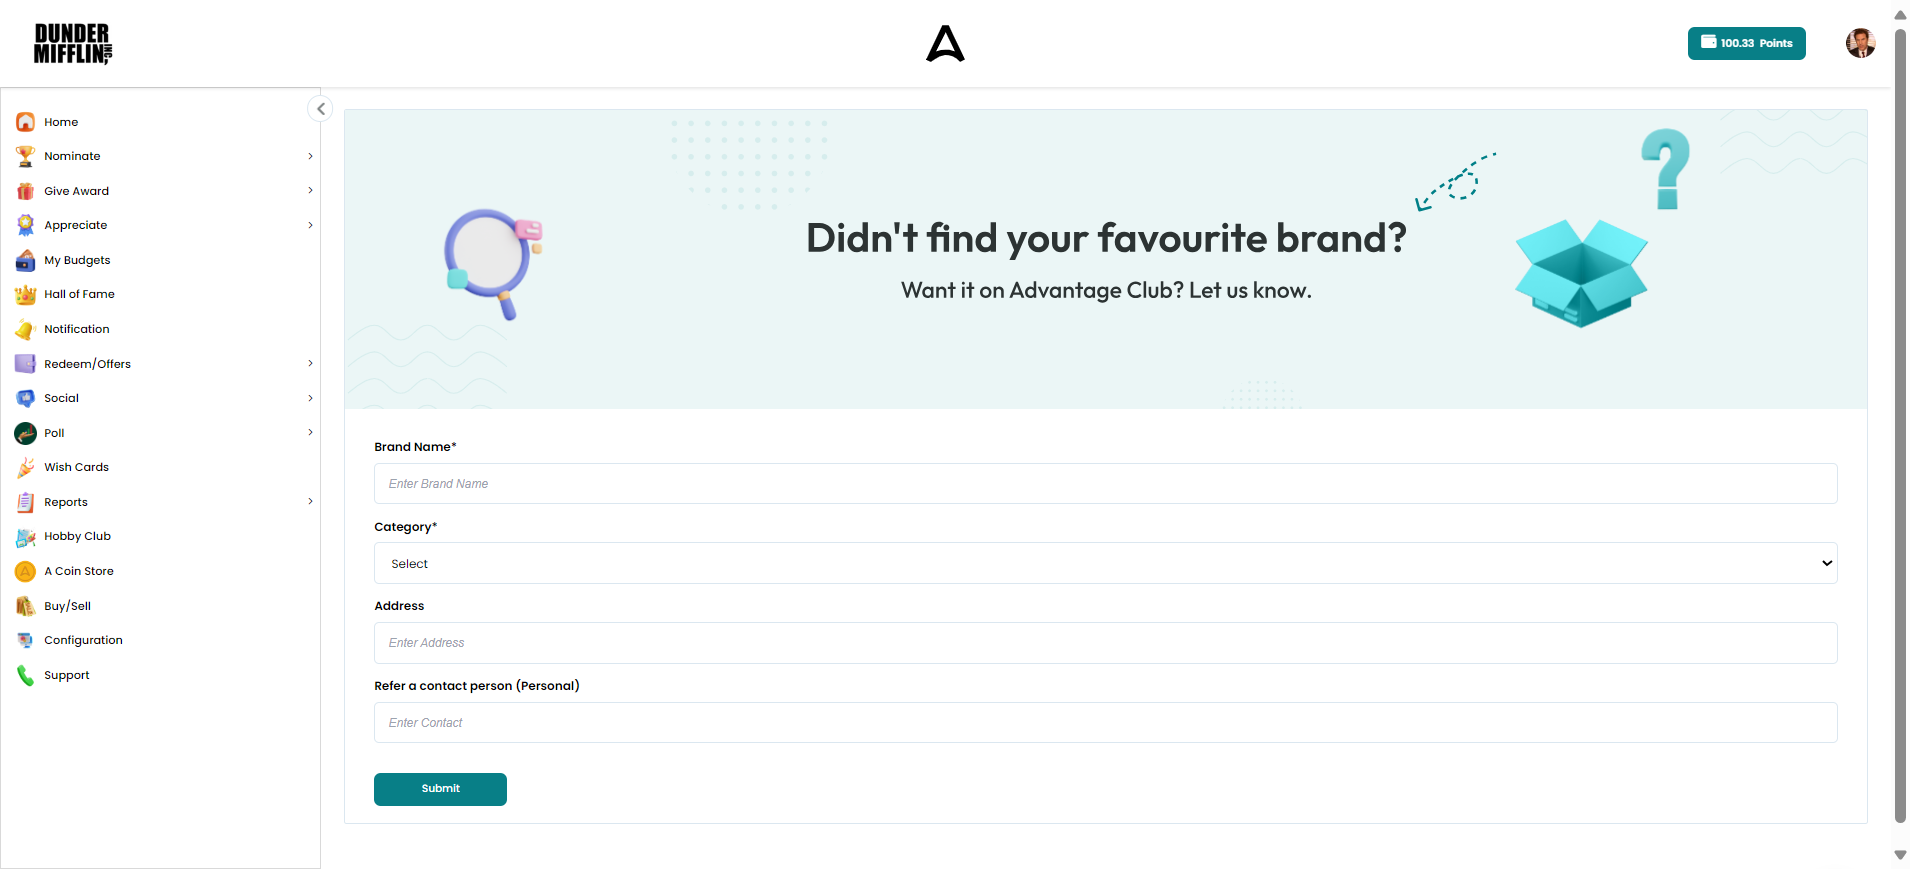 DUNDER
MIFFLIN, INC
100.33 Points
Home
Nominate
Give Award
Appreciate
My Budgets
Hall of Fame
Notification
Redeem/Offers
Social
Poll
Wish Cards
Reports
Hobby Club
A Coin Store
Buy/Sell
Configuration
Support
Didn't find your favourite brand?
Want it on Advantage Club? Let us know.
Brand Name*
Enter Brand Name
Category*
Select
Address
Enter Address
Refer a contact person (Personal)
Enter Contact
Submit